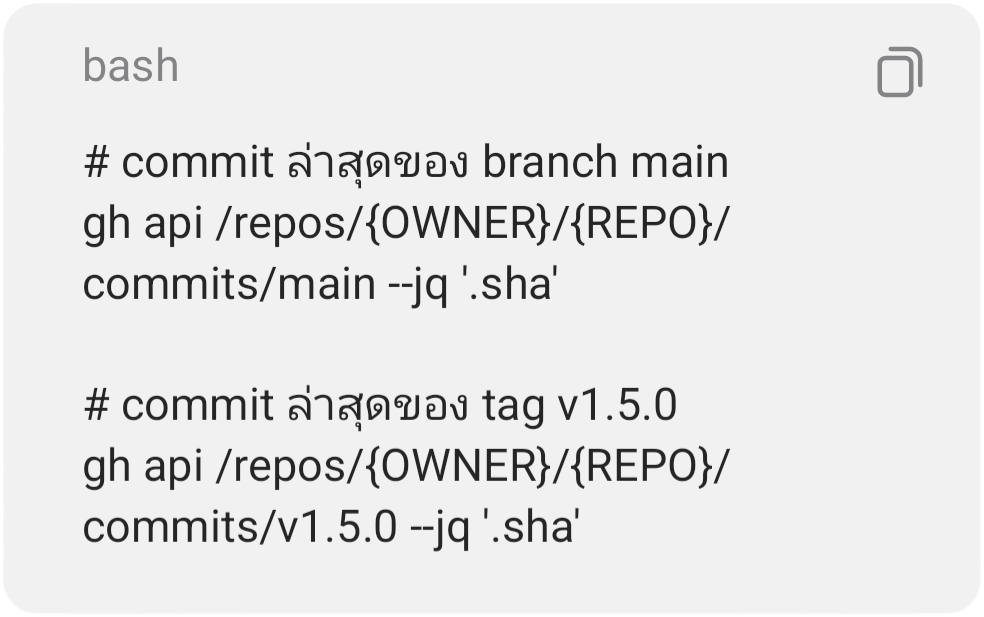 bash
# commit ล่าสุดของ branch main
gh api /repos/{OWNER}/{REPO}/
commits/main --jq '.sha'
# commit ล่าสุดของ tag v1.5.0
gh api /repos/{OWNER}/{REPO}/
commits/v1.5.0 --jq '.sha'